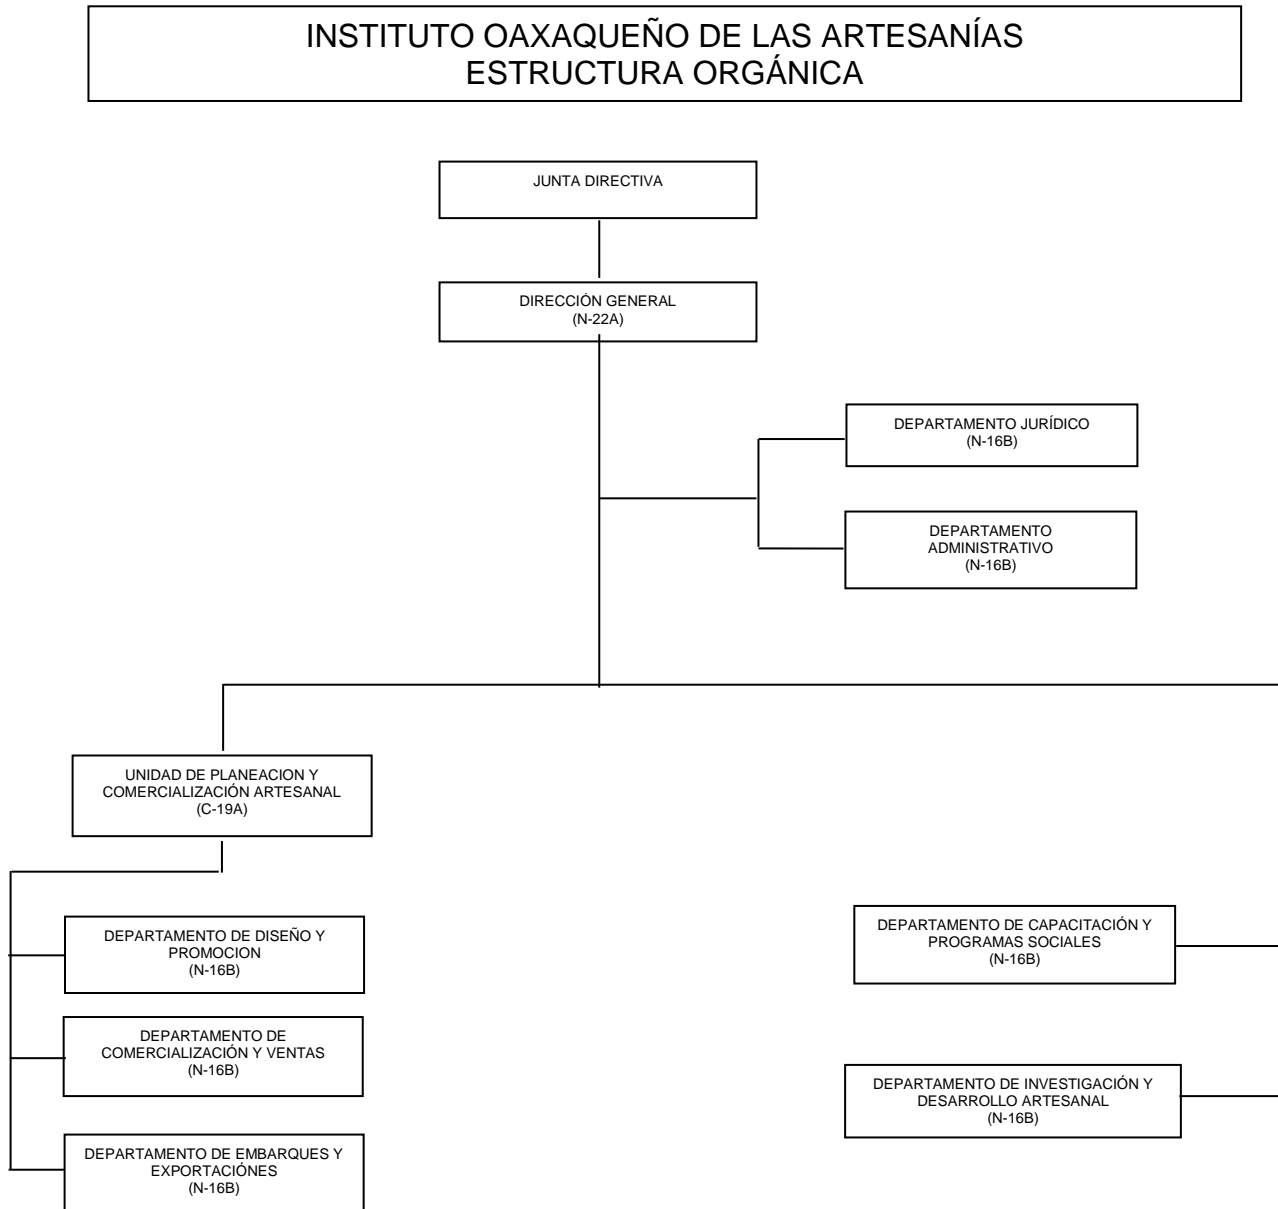 INSTITUTO OAXAQUEÑO DE LAS ARTESANÍAS
ESTRUCTURA ORGÁNICA
JUNTA DIRECTIVA
DIRECCIÓN GENERAL
(N-22A)
DEPARTAMENTO JURÍDICO
(N-16B)
DEPARTAMENTO
ADMINISTRATIVO
(N-16B)
UNIDAD DE PLANEACION Y
COMERCIALIZACIÓN ARTESANAL
(C-19A)
DEPARTAMENTO DE DISEÑO Y
PROMOCION
(N-16B)
DEPARTAMENTO DE
COMERCIALIZACIÓN Y VENTAS
(N-16B)
DEPARTAMENTO DE EMBARQUES Y
EXPORTACIÓNES
(N-16B)
DEPARTAMENTO DE CAPACITACIÓN Y
PROGRAMAS SOCIALES
(N-16B)
DEPARTAMENTO DE INVESTIGACIÓN Y
DESARROLLO ARTESANAL
(N-16B)